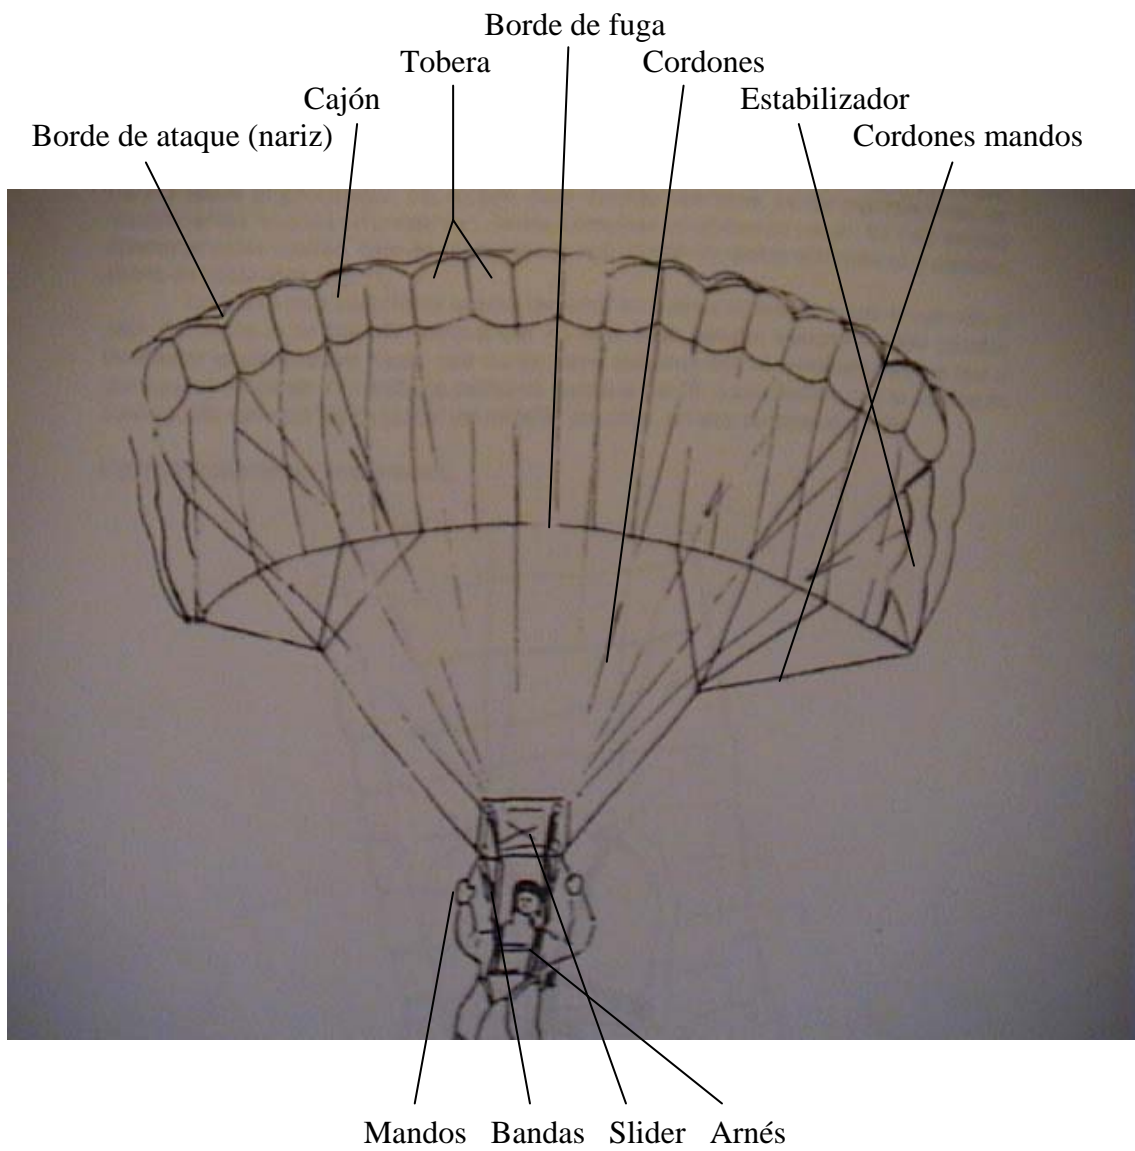 Borde de fuga
Tobera Cordones
Cajón Estabilizador
Borde de ataque (nariz) Cordones mandos
Mandos Bandas Slider Arnés